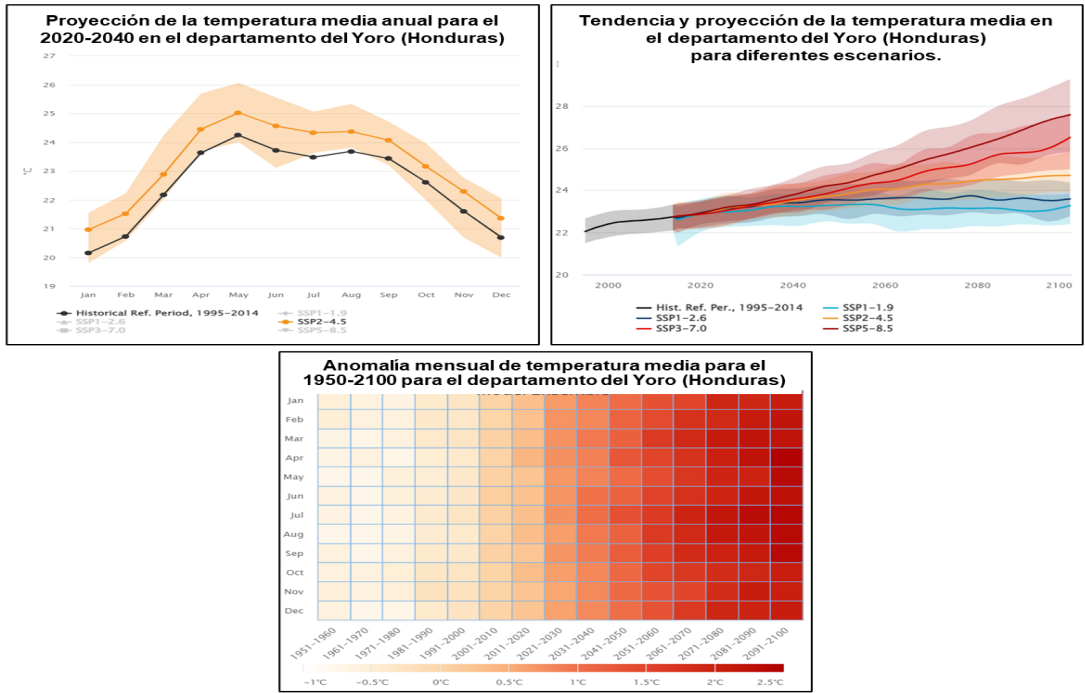 Proyección de la temperatura media anual para el
2020-2040 en el departamento del Yoro (Honduras)
27
26
25
24
°C
23
22
21
20
19
Jan Feb Mar Apr May Jun Jul Aug Sep Oct Nov Dec
Historical Ref. Period, 1995-2014 SSP1-1.9
SSP1-2.6 SSP2-4.5
SSP3-7.0 SSP5-8.5
Tendencia y proyección de la temperatura media en
el departamento del Yoro (Honduras)
para diferentes escenarios.
28
26
24
22
20
2000 2020 2040 2060 2080 2100
Hist. Ref. Per., 1995-2014 SSP1-1.9
SSP1-2.6 SSP2-4.5
SSP3-7.0 SSP5-8.5
Anomalía mensual de temperatura media para el
1950-2100 para el departamento del Yoro (Honduras)
Jan
Feb
Mar
Apr
May
Jun
Jul
Aug
Sep
Oct
Nov
Dec
1951-1960 1961-1970 1971-1980 1981-1990 1991-2000 2001-2010 2011-2020 2021-2030 2031-2040 2041-2050 2051-2060 2061-2070 2071-2080 2081-2090 2091-2100
-1°C -0.5°C 0°C 0.5°C 1°C 1.5°C 2°C 2.5°C